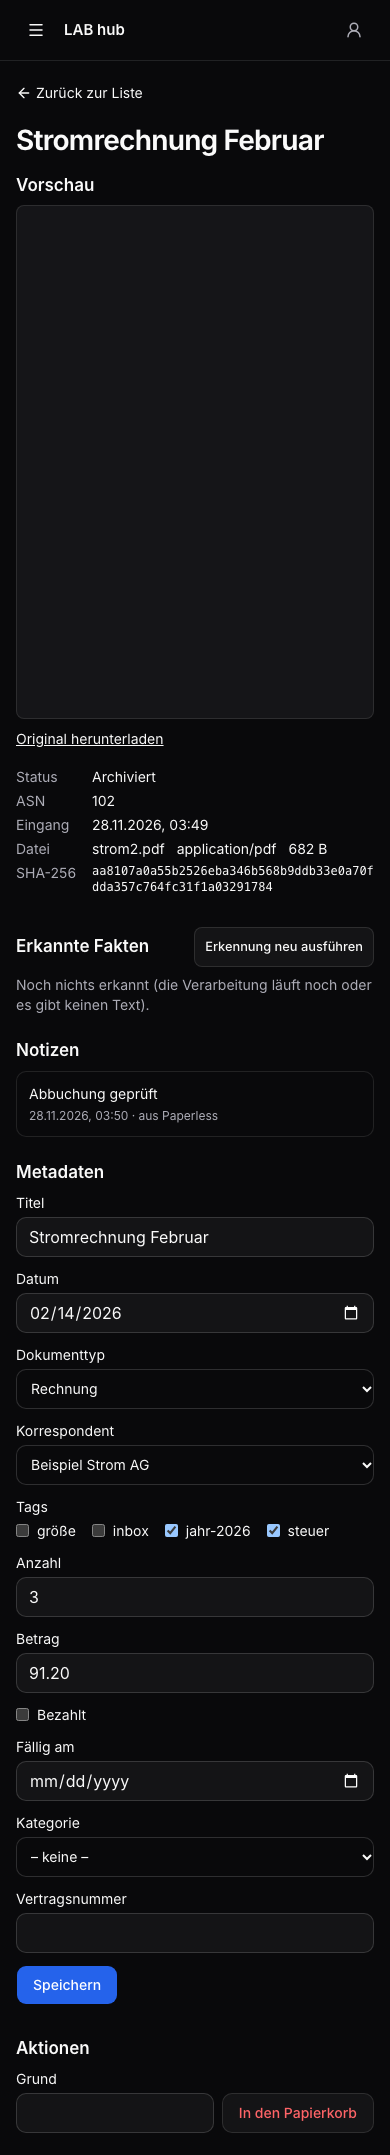 LAB hub
Zurück zur Liste
Stromrechnung Februar
Vorschau
Original herunterladen
Status Archiviert
ASN 102
Eingang 28.11.2026, 03:49
Datei strom2.pdf application/pdf 682 B
SHA-256 aa8107a0a55b2526eba346b568b9ddb33e0a70f
dda357c764fc31f1a03291784
Erkannte Fakten Erkennung neu ausführen
Noch nichts erkannt (die Verarbeitung läuft noch oder
es gibt keinen Text).
Notizen
Abbuchung geprüft
28.11.2026, 03:50 · aus Paperless
Metadaten
Titel
Stromrechnung Februar
Datum
02/14/2026
Dokumenttyp
Rechnung
Korrespondent
Beispiel Strom AG
Tags
größe inbox jahr-2026 steuer
Anzahl
3
Betrag
91.20
Bezahlt
Fällig am
mm/dd/yyyy
Kategorie
– keine –
Vertragsnummer
Speichern
Aktionen
Grund
In den Papierkorb